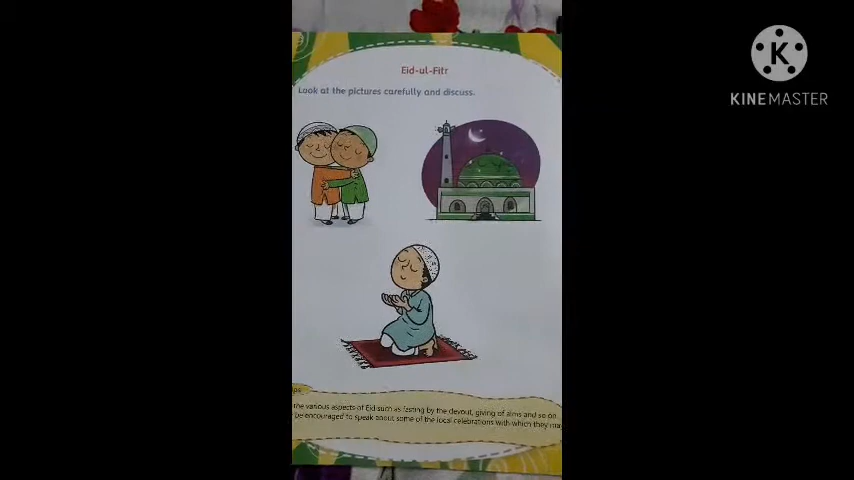 Eid-ul-Fitr
Look at the pictures carefully and discuss.
the various aspects of Eid such as fasting by the devout, giving of alms and so on
be encouraged to speak about some of the local celebrations with which they may
K
KINEMASTER